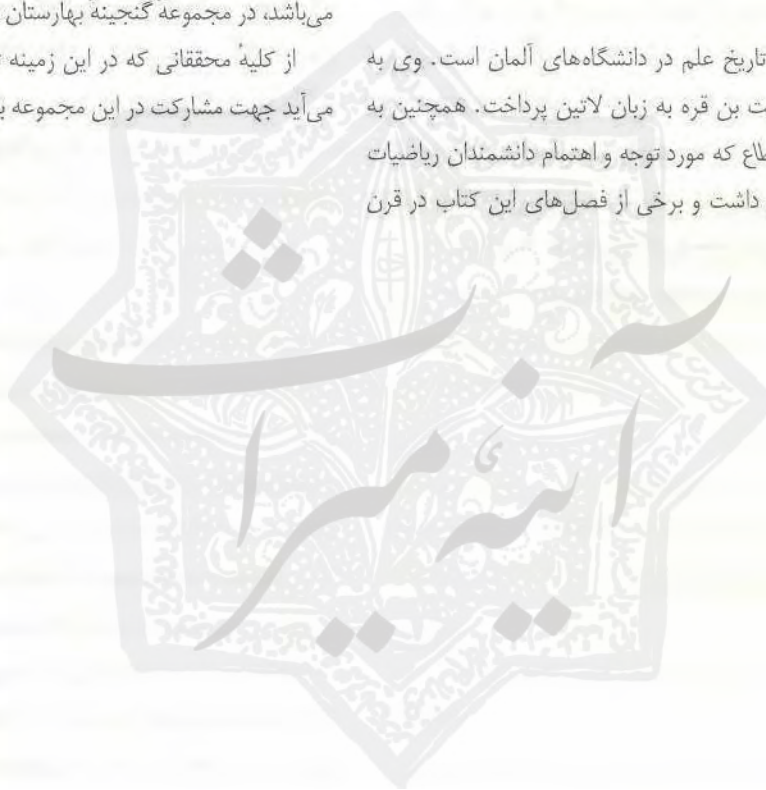 تاریخ علم در دانشگاه‌های آلمان است. وی به
ت بن قره به زبان لاتین پرداخت. همچنین به
طاع که مورد توجه و اهتمام دانشمندان ریاضیات
داشت و برخی از فصل‌های این کتاب در قرن
می‌باشد، در مجموعهٔ گنجینهٔ بهارستان
از کلیهٔ محققانی که در این زمینه
می‌آید جهت مشارکت در این مجموعه
آینهٔ میراث